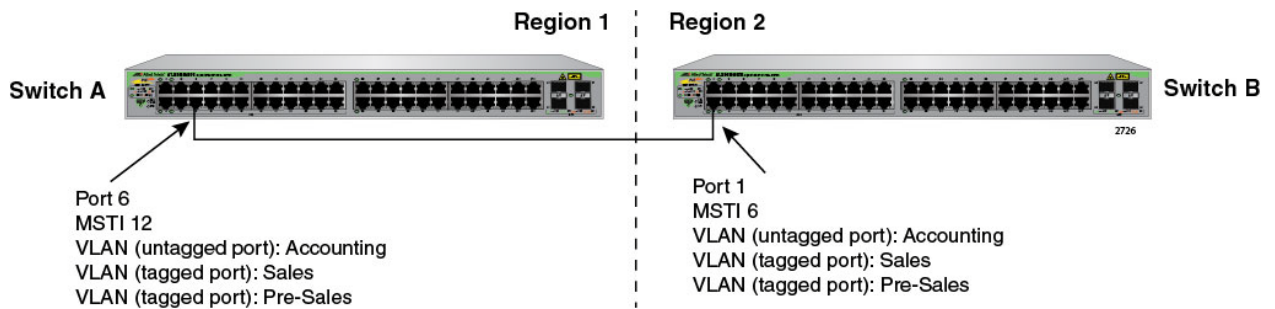 Region 1
Region 2
Switch A
Switch B
2726
Port 6
MSTI 12
VLAN (untagged port): Accounting
VLAN (tagged port): Sales
VLAN (tagged port): Pre-Sales
Port 1
MSTI 6
VLAN (untagged port): Accounting
VLAN (tagged port): Sales
VLAN (tagged port): Pre-Sales